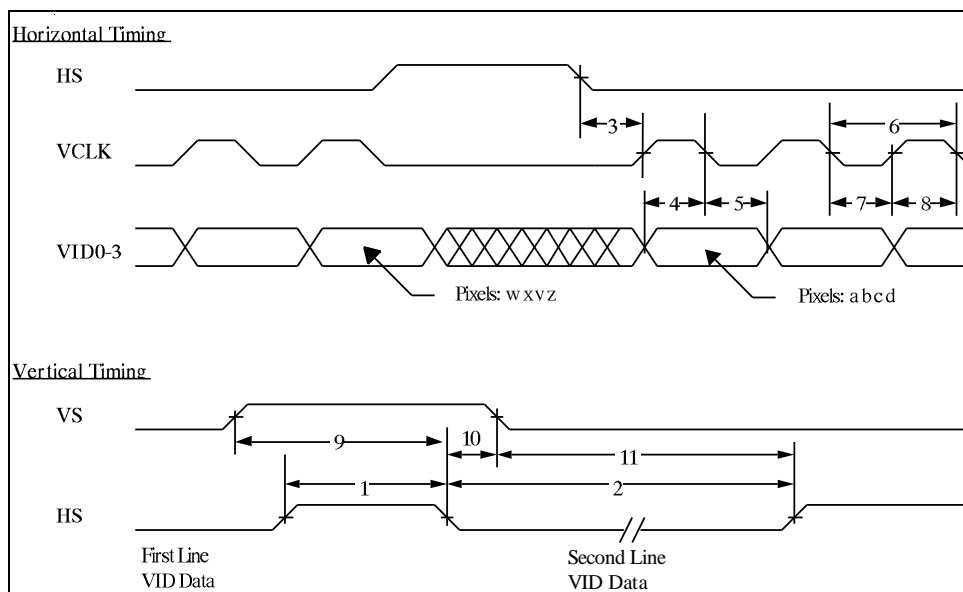 Horizontal Timing
HS
3
6
VCLK
4
5
7
8
VID0-3
Pixels: w x v z
Pixels: a b c d
Vertical Timing
VS
9
10
11
1
2
HS
First Line
VID Data
Second Line
VID Data